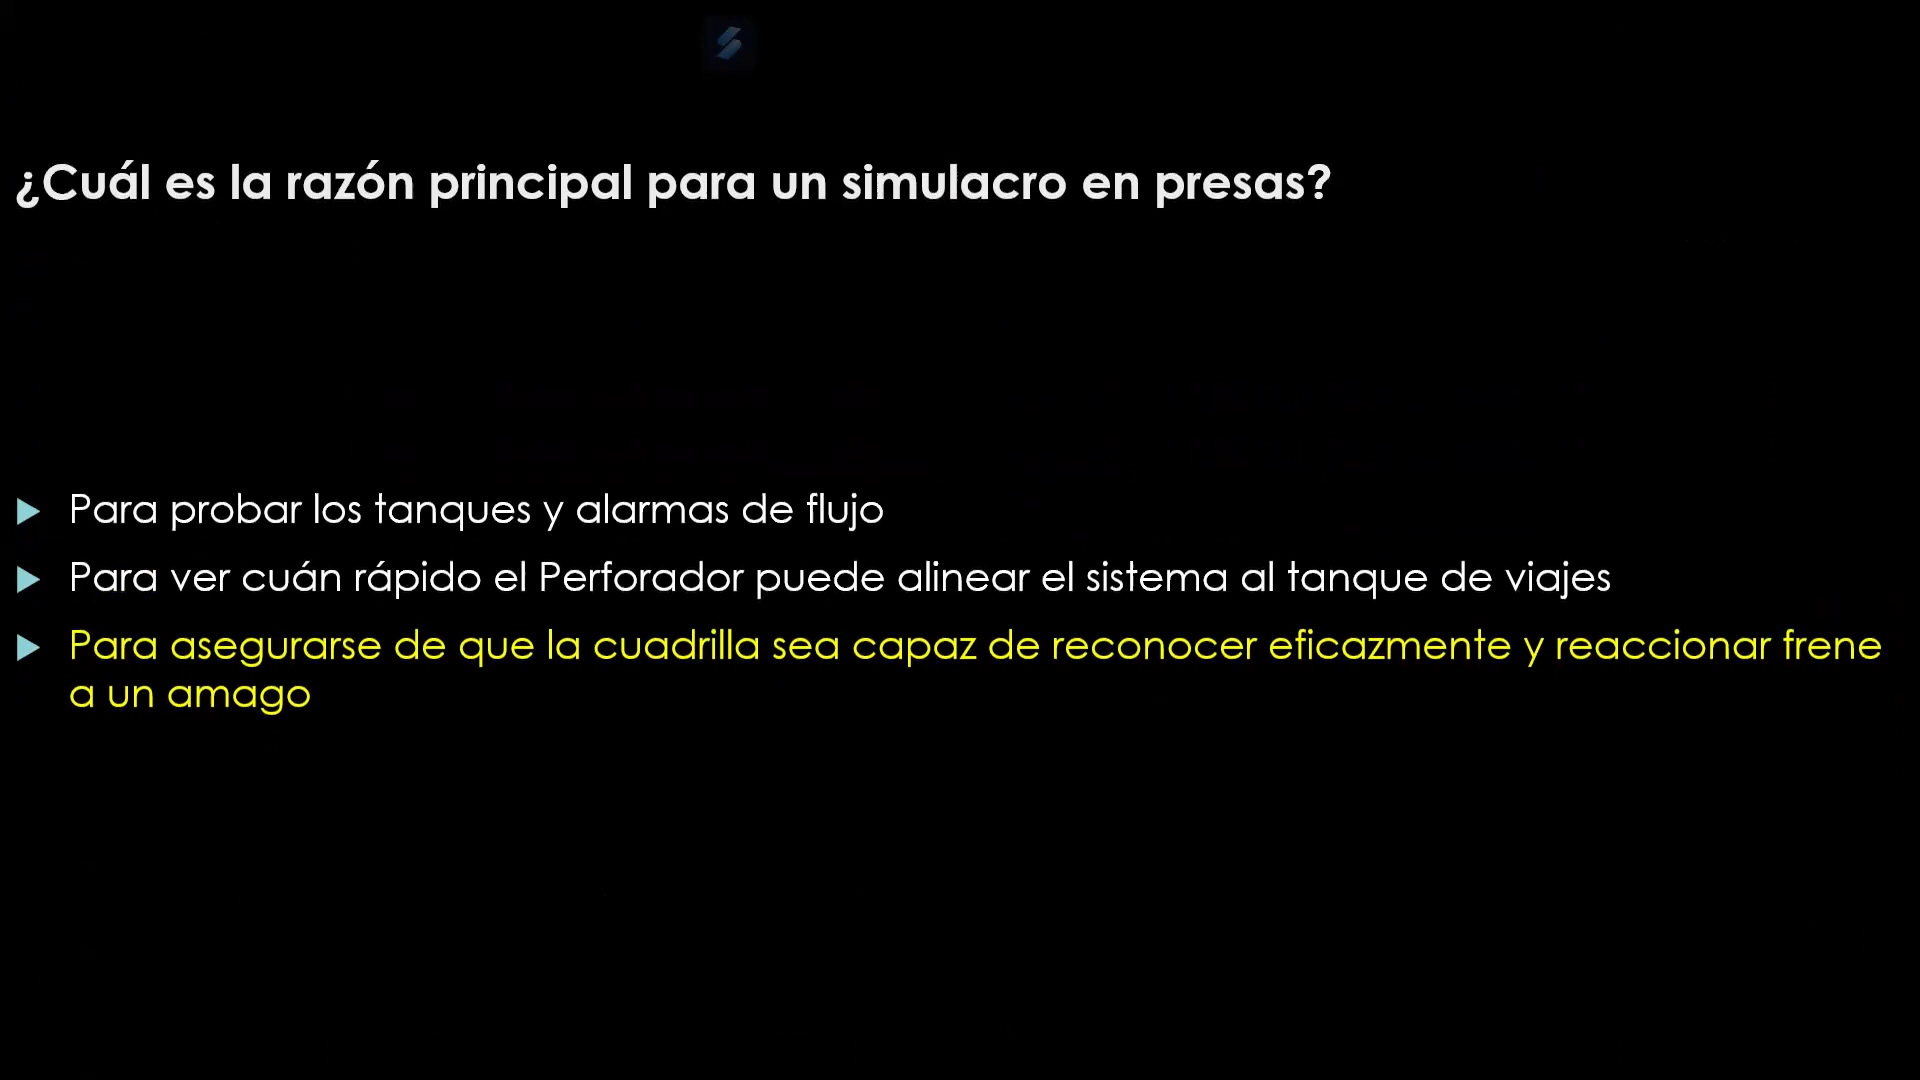 ¿Cuál es la razón principal para un simulacro en presas?
Para probar los tanques y alarmas de flujo
Para ver cuán rápido el Perforador puede alinear el sistema al tanque de viajes
Para asegurarse de que la cuadrilla sea capaz de reconocer eficazmente y reaccionar frene
a un amago